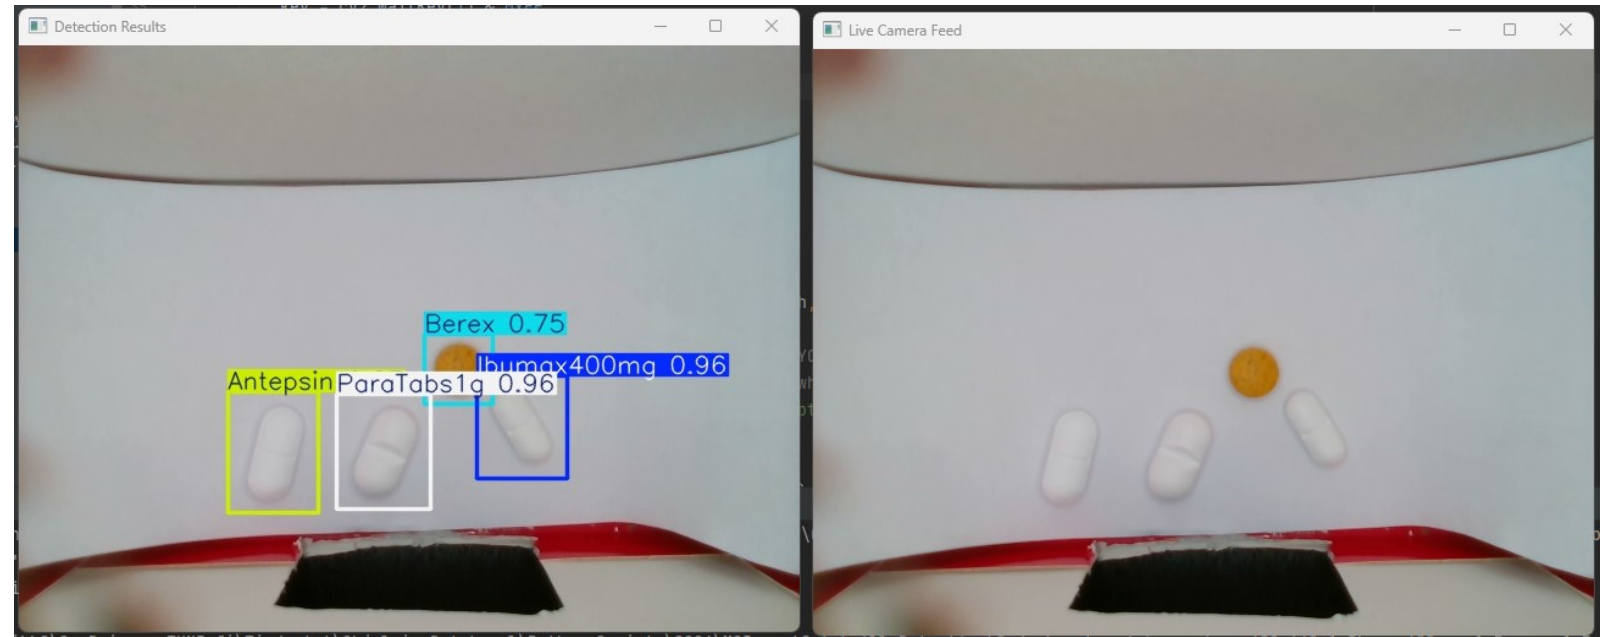 Detection Results
Live Camera Feed
Berex 0.75
Ibumax400mg 0.96
Antepsin
ParaTabs1g 0.96